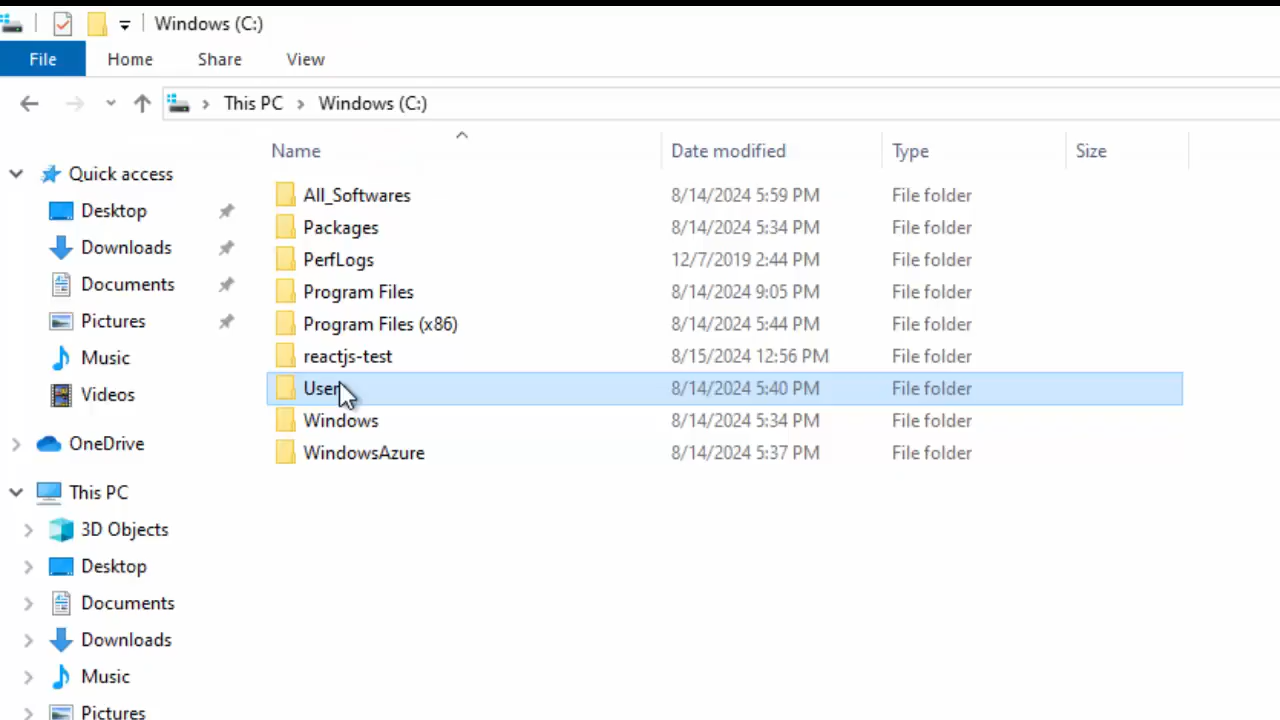 Windows (C:)
File Home Share View
This PC Windows (C:)
Name Date modified Type Size
Quick access
Desktop
Downloads
Documents
Pictures
Music
Videos
OneDrive
This PC
3D Objects
Desktop
Documents
Downloads
Music
Pictures
All_Softwares 8/14/2024 5:59 PM File folder
Packages 8/14/2024 5:34 PM File folder
PerfLogs 12/7/2019 2:44 PM File folder
Program Files 8/14/2024 9:05 PM File folder
Program Files (x86) 8/14/2024 5:44 PM File folder
reactjs-test 8/15/2024 12:56 PM File folder
User 8/14/2024 5:40 PM File folder
Windows 8/14/2024 5:34 PM File folder
WindowsAzure 8/14/2024 5:37 PM File folder